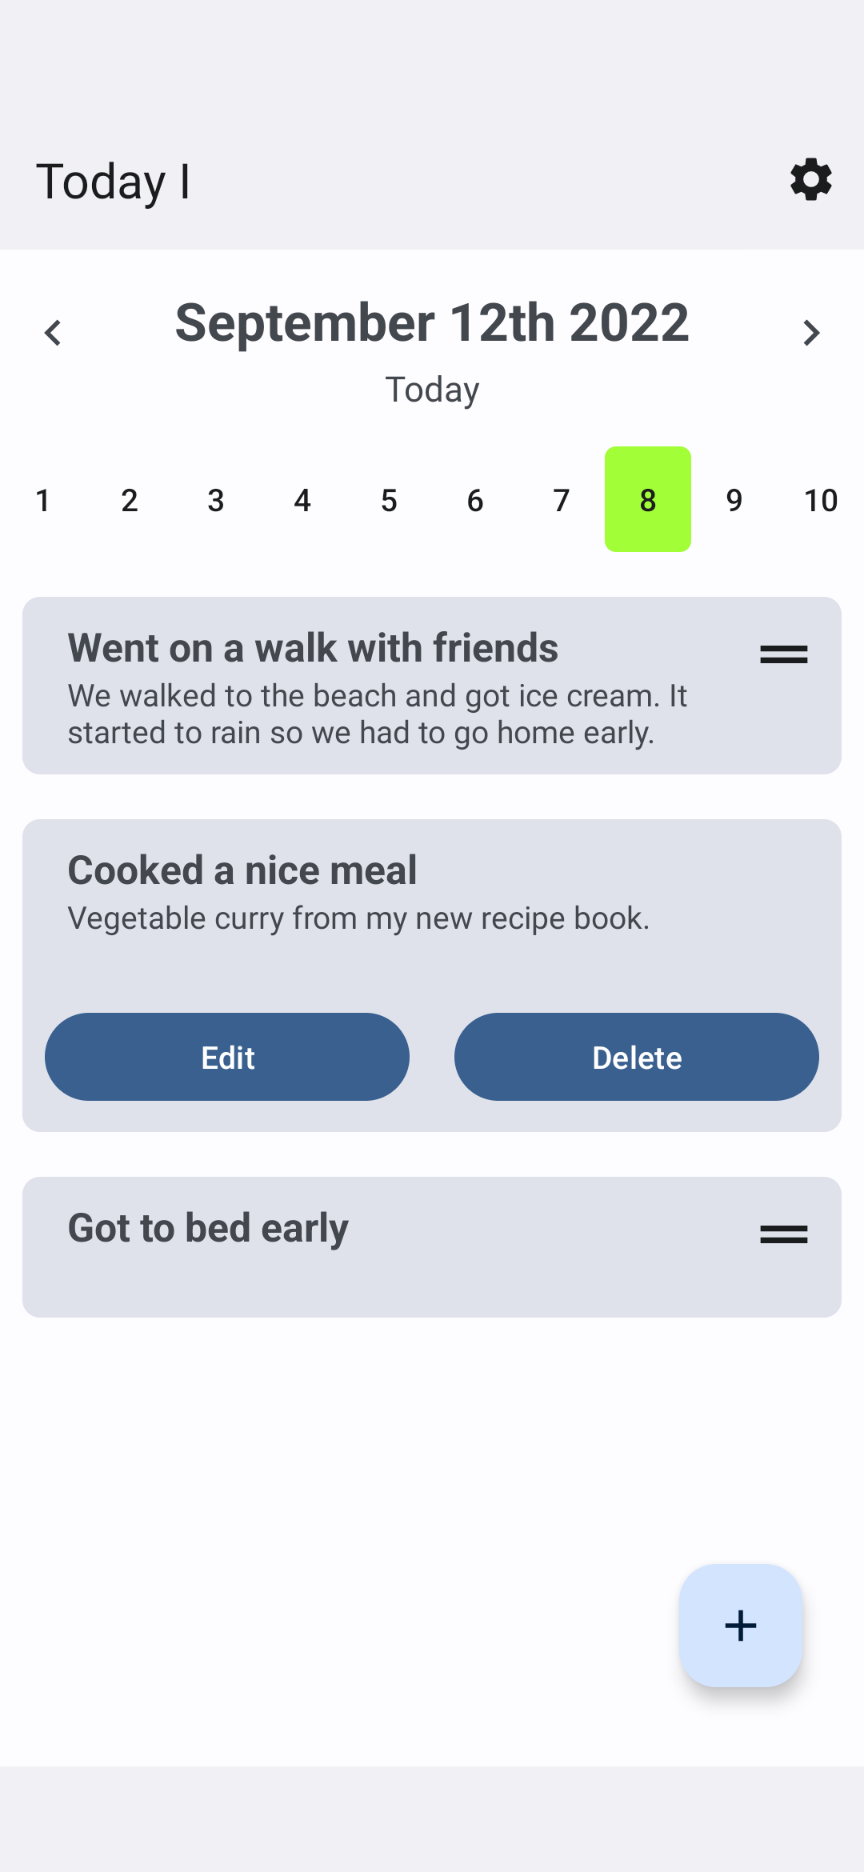 Today I
September 12th 2022
Today
1 2 3 4 5 6 7 8 9 10
Went on a walk with friends
We walked to the beach and got ice cream. It
started to rain so we had to go home early.
Cooked a nice meal
Vegetable curry from my new recipe book.
Edit Delete
Got to bed early
+